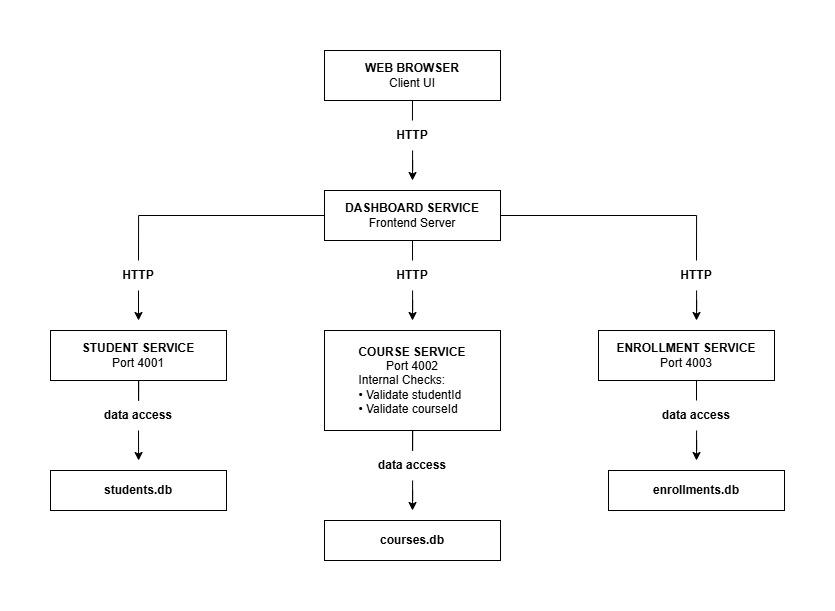 WEB BROWSER
Client UI
HTTP
DASHBOARD SERVICE
Frontend Server
HTTP
HTTP
HTTP
STUDENT SERVICE
Port 4001
COURSE SERVICE
Port 4002
Internal Checks:
• Validate studentId
• Validate courseId
ENROLLMENT SERVICE
Port 4003
data access
data access
data access
students.db
courses.db
enrollments.db